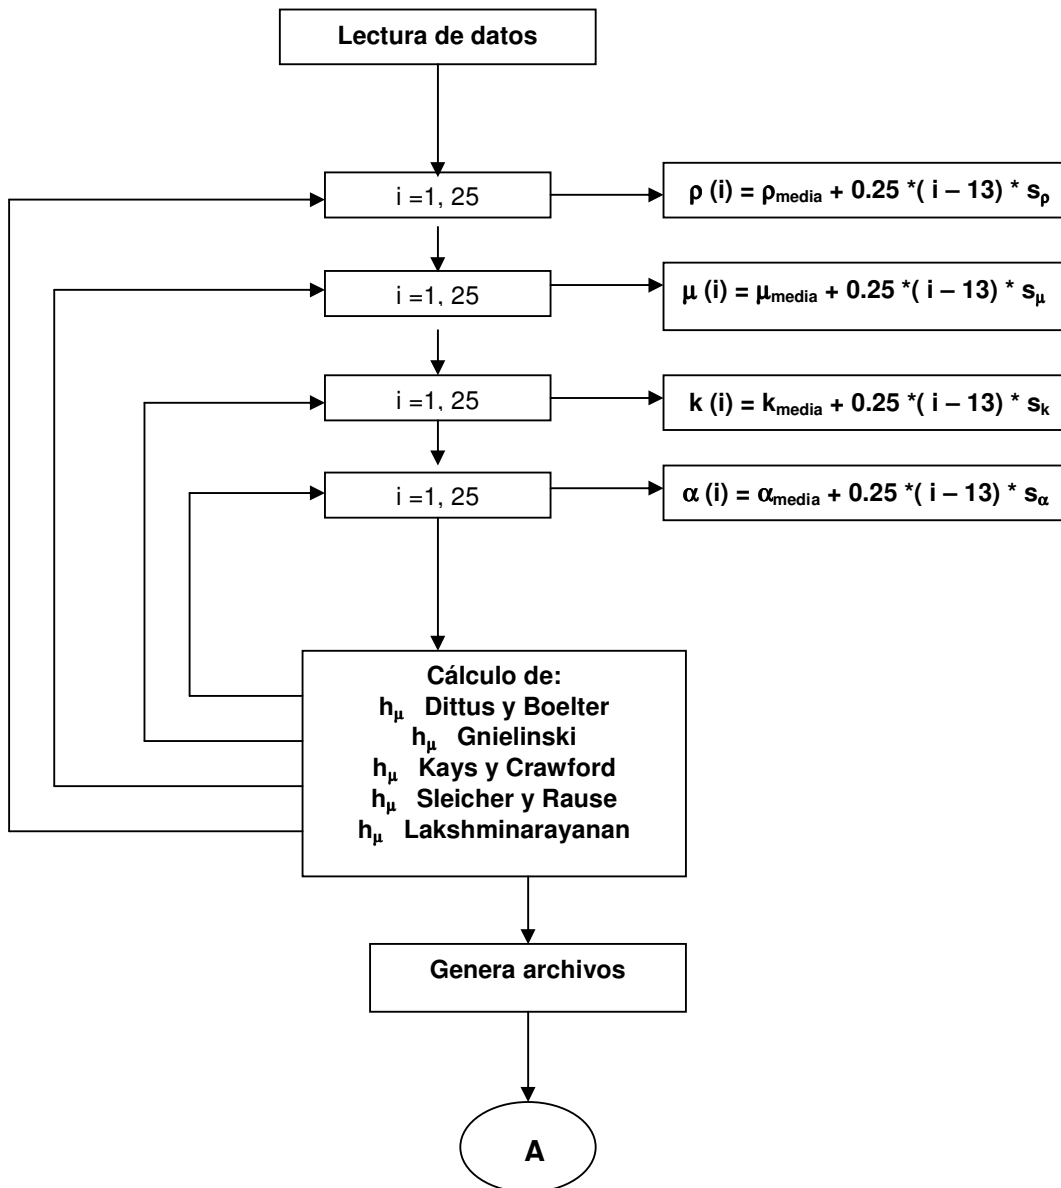 Lectura de datos
i =1, 25
ρ (i) = ρmedia + 0.25 *( i – 13) * sρ
i =1, 25
μ (i) = μmedia + 0.25 *( i – 13) * sμ
i =1, 25
k (i) = kmedia + 0.25 *( i – 13) * sk
i =1, 25
α (i) = αmedia + 0.25 *( i – 13) * sα
Cálculo de:
hμ Dittus y Boelter
hμ Gnielinski
hμ Kays y Crawford
hμ Sleicher y Rause
hμ Lakshminarayanan
Genera archivos
A